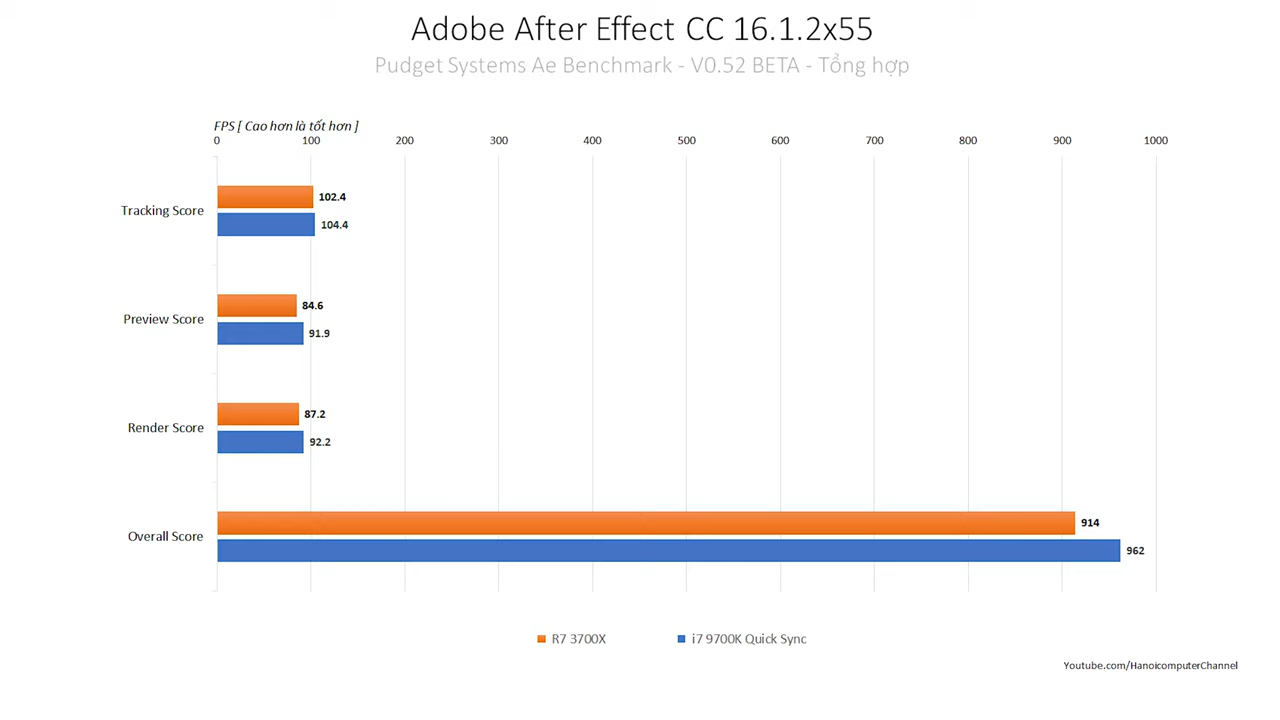 Adobe After Effect CC 16.1.2x55
Pudget Systems Ae Benchmark - V0.52 BETA - Tổng hợp
FPS [ Cao hơn là tốt hơn ]
0 100 200 300 400 500 600 700 800 900 1000
Tracking Score
102.4
104.4
Preview Score
84.6
91.9
Render Score
87.2
92.2
Overall Score
914
962
R7 3700X
i7 9700K Quick Sync
Youtube.com/HanoicomputerChannel